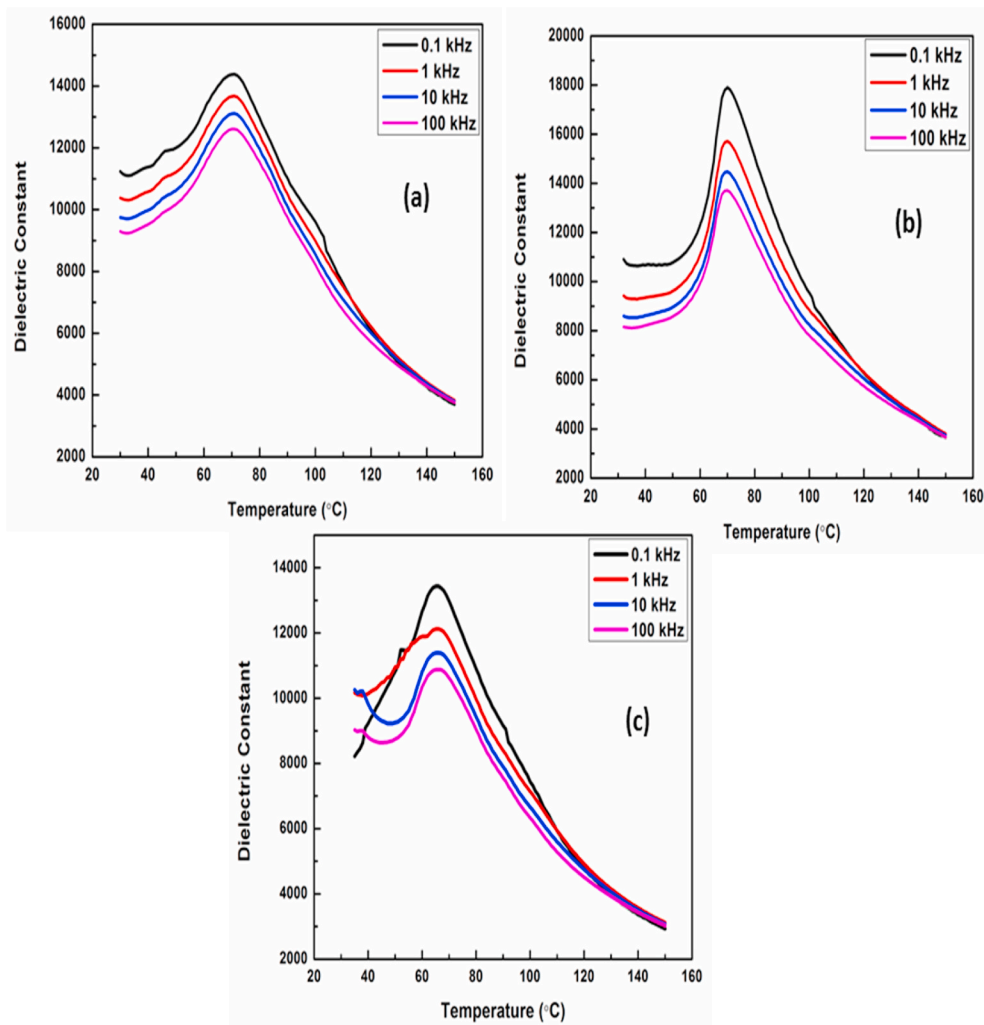 16000
14000
12000
10000
8000
6000
4000
2000
20 40 60 80 100 120 140 160
Dielectric Constant
Temperature (°C)
0.1 kHz
1 kHz
10 kHz
100 kHz
(a)
20000
18000
16000
14000
12000
10000
8000
6000
4000
2000
20 40 60 80 100 120 140 160
Dielectric Constant
Temperature (°C)
0.1 kHz
1 kHz
10 kHz
100 kHz
(b)
14000
12000
10000
8000
6000
4000
2000
20 40 60 80 100 120 140 160
Dielectric Constant
Temperature (°C)
0.1 kHz
1 kHz
10 kHz
100 kHz
(c)